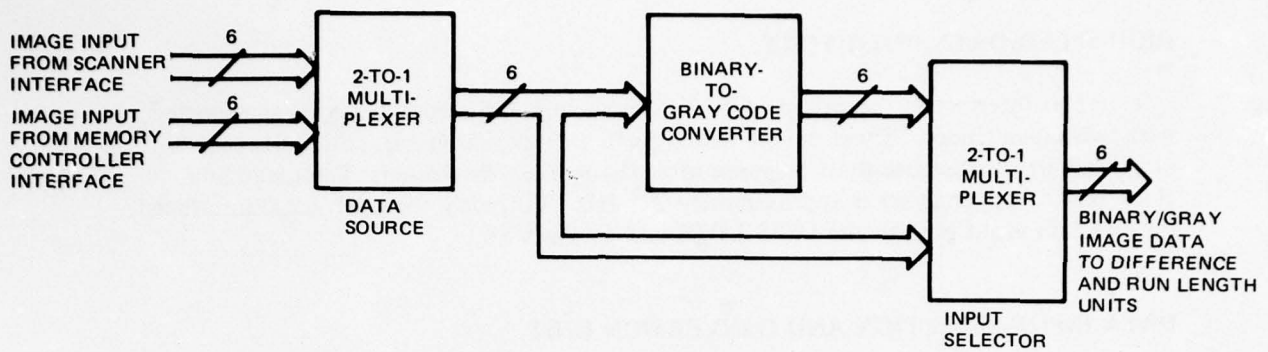 IMAGE INPUT
FROM SCANNER
INTERFACE
6
IMAGE INPUT
FROM MEMORY
CONTROLLER
INTERFACE
6
2-TO-1
MULTI-
PLEXER
DATA
SOURCE
6
BINARY-
TO-
GRAY CODE
CONVERTER
6
2-TO-1
MULTI-
PLEXER
INPUT
SELECTOR
6
BINARY/GRAY
IMAGE DATA
TO DIFFERENCE
AND RUN LENGTH
UNITS